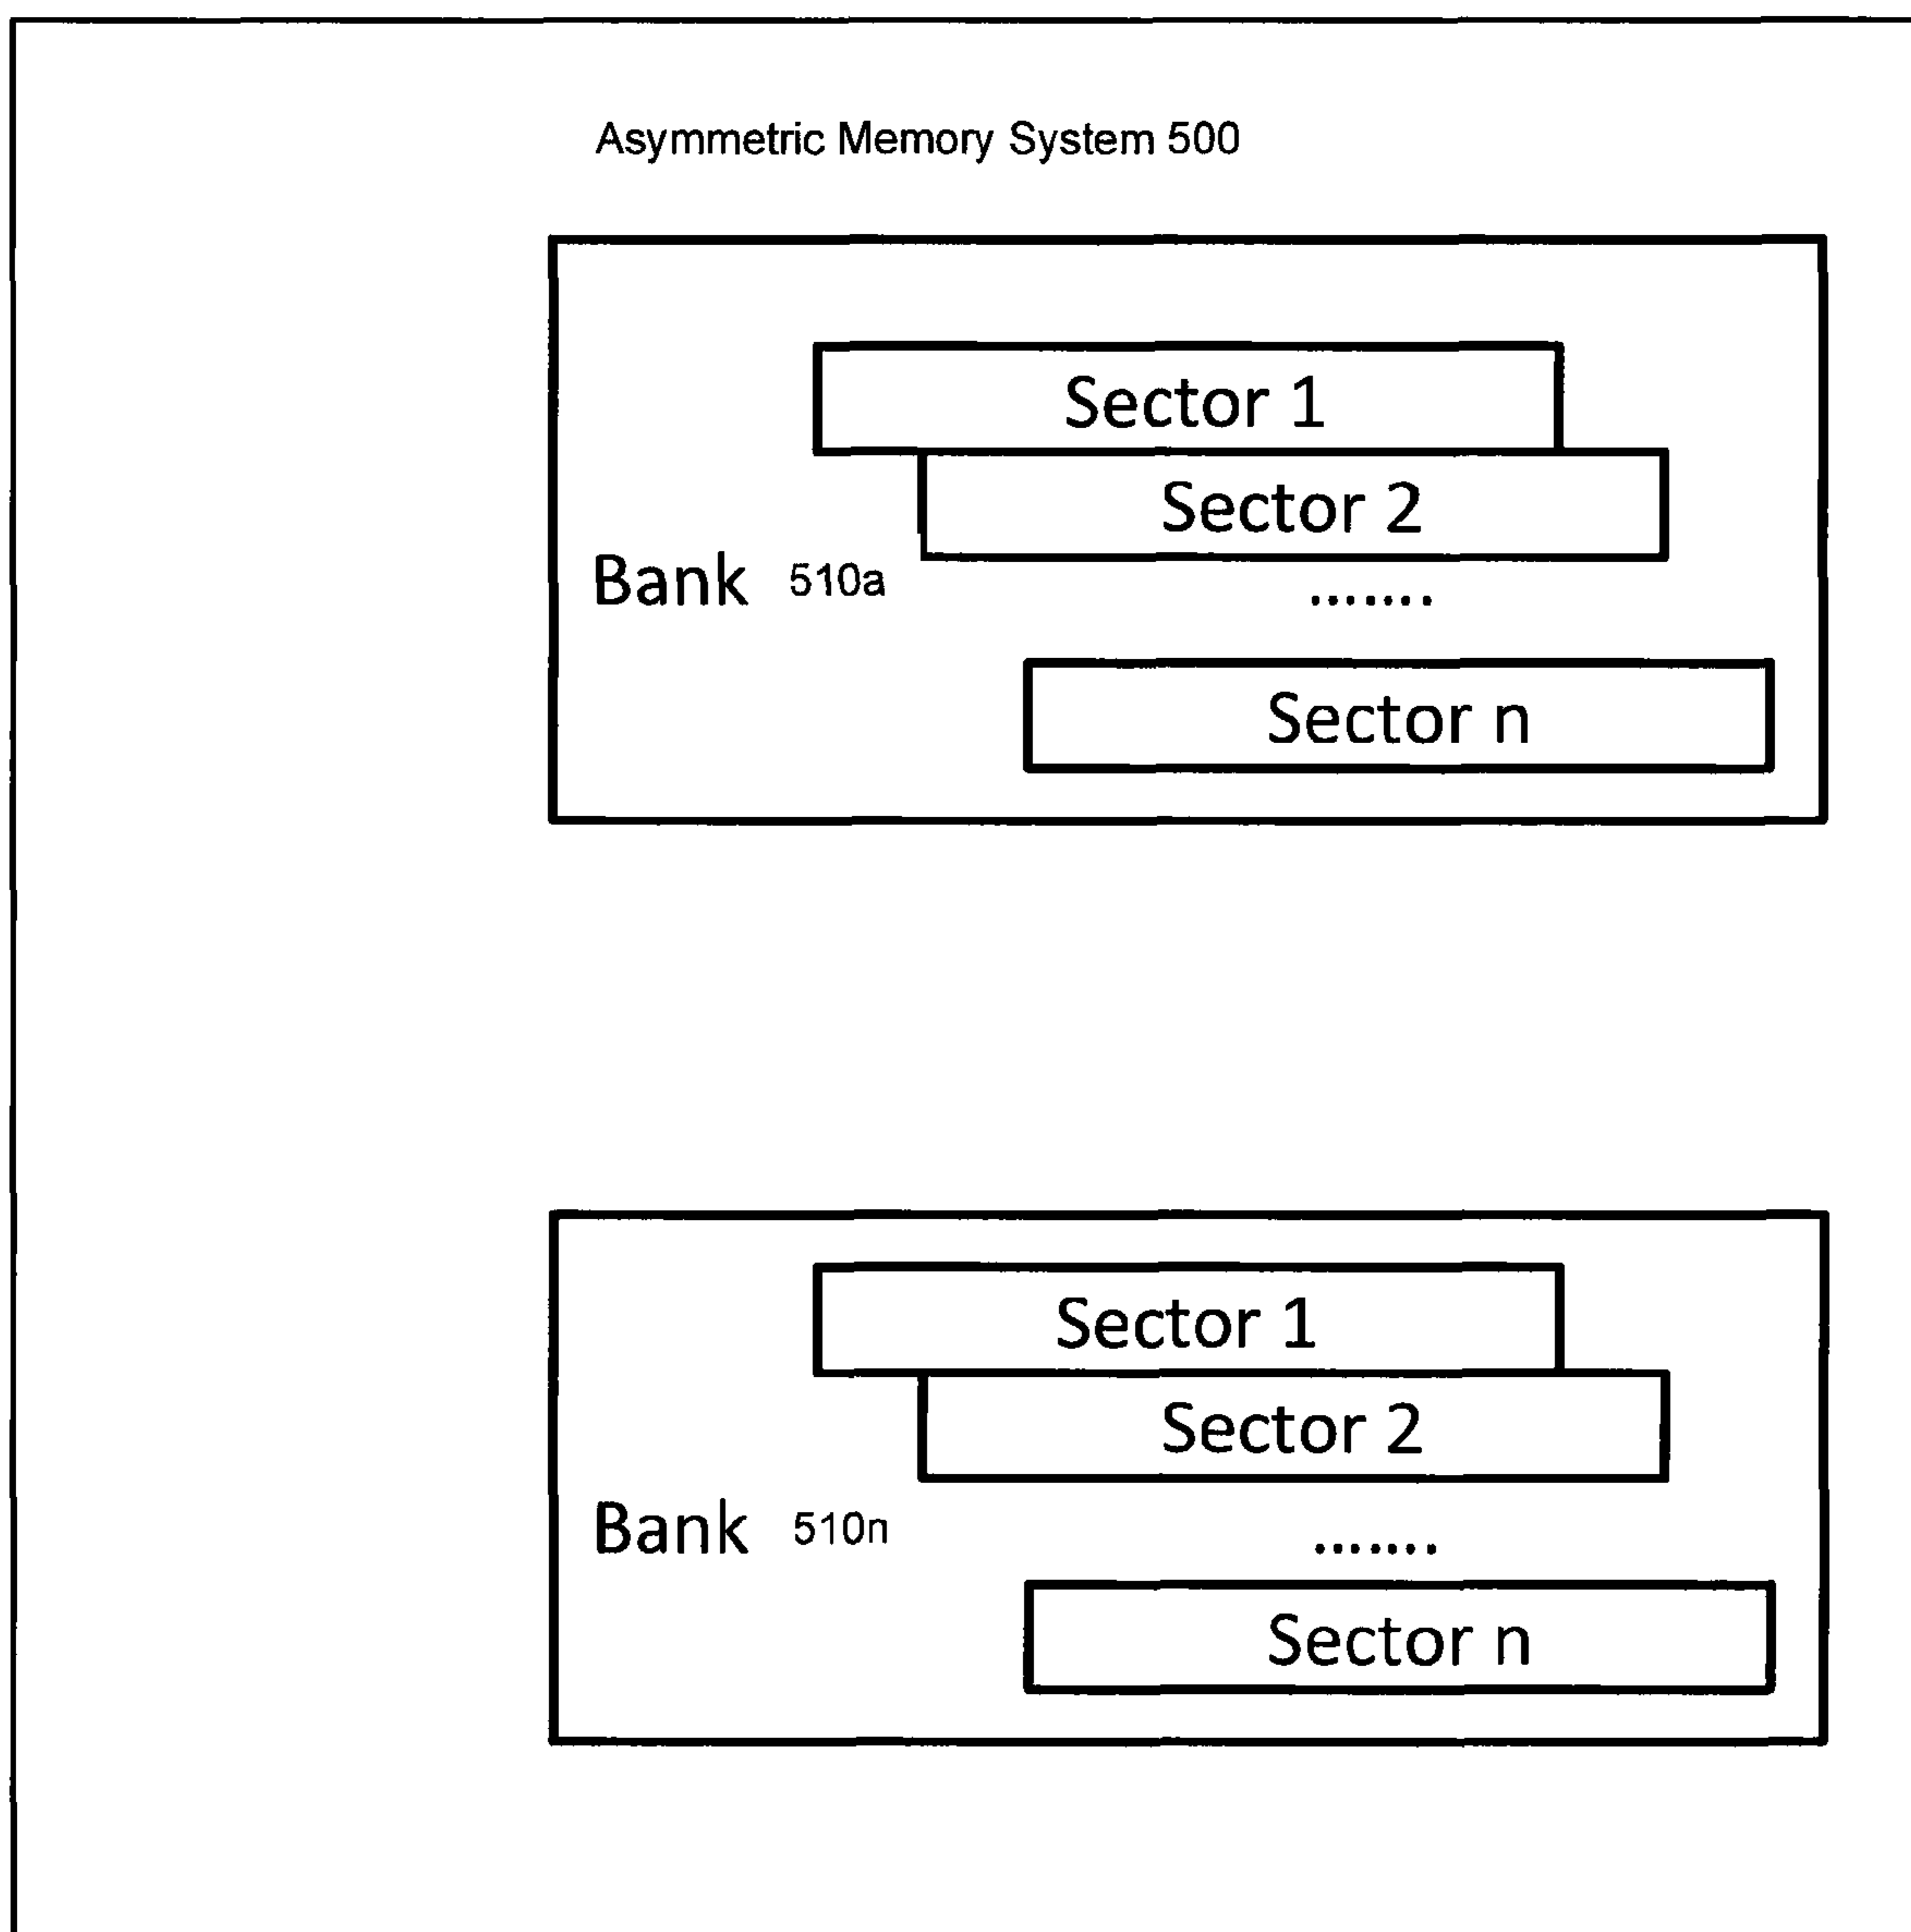 Asymmetric Memory System 500
Sector 1
Sector 2
Bank 510a
.......
Sector n
Sector 1
Sector 2
Bank 510n
.......
Sector n